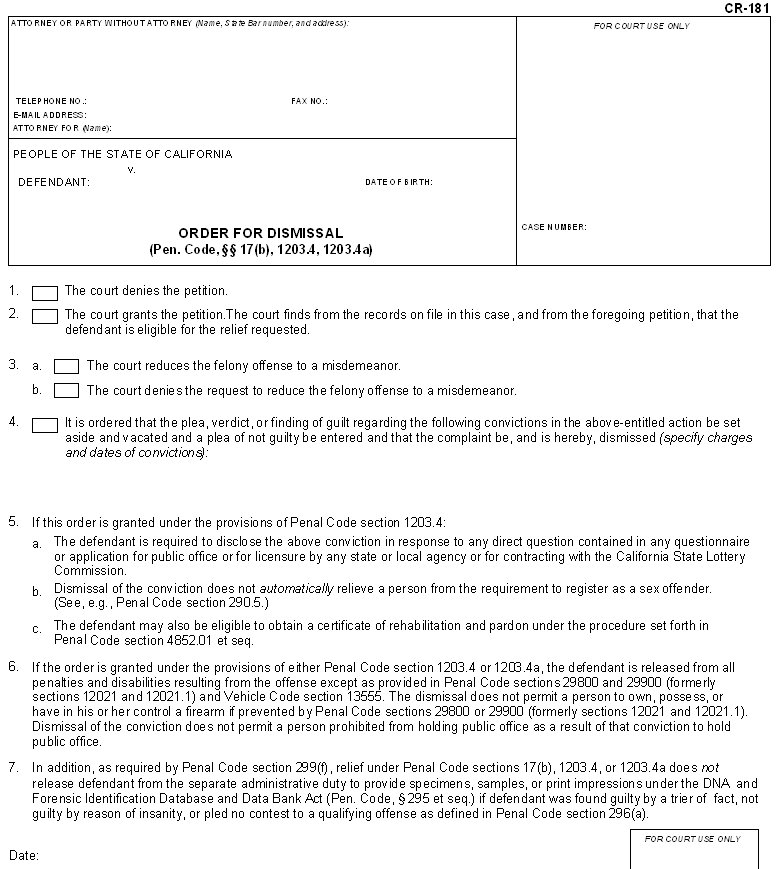 CR-181
ATTORNEY OR PARTY WITHOUT ATTORNEY (Name, State Bar number, and address):
FOR COURT USE ONLY
TELEPHONE NO.:
FAX NO.:
E-MAIL ADDRESS:
ATTORNEY FOR (Name):
PEOPLE OF THE STATE OF CALIFORNIA
v.
DEFENDANT:
DATE OF BIRTH:
ORDER FOR DISMISSAL
(Pen. Code, §§ 17(b), 1203.4, 1203.4a)
CASE NUMBER:
1. The court denies the petition.
2. The court grants the petition.The court finds from the records on file in this case, and from the foregoing petition, that the
defendant is eligible for the relief requested.
3. a. The court reduces the felony offense to a misdemeanor.
b. The court denies the request to reduce the felony offense to a misdemeanor.
4. It is ordered that the plea, verdict, or finding of guilt regarding the following convictions in the above-entitled action be set
aside and vacated and a plea of not guilty be entered and that the complaint be, and is hereby, dismissed (specify charges
and dates of convictions):
5. If this order is granted under the provisions of Penal Code section 1203.4:
a. The defendant is required to disclose the above conviction in response to any direct question contained in any questionnaire
or application for public office or for licensure by any state or local agency or for contracting with the California State Lottery
Commission.
b. Dismissal of the conviction does not automatically relieve a person from the requirement to register as a sex offender.
(See, e.g., Penal Code section 290.5.)
c. The defendant may also be eligible to obtain a certificate of rehabilitation and pardon under the procedure set forth in
Penal Code section 4852.01 et seq.
6. If the order is granted under the provisions of either Penal Code section 1203.4 or 1203.4a, the defendant is released from all
penalties and disabilities resulting from the offense except as provided in Penal Code sections 29800 and 29900 (formerly
sections 12021 and 12021.1) and Vehicle Code section 13555. The dismissal does not permit a person to own, possess, or
have in his or her control a firearm if prevented by Penal Code sections 29800 or 29900 (formerly sections 12021 and 12021.1).
Dismissal of the conviction does not permit a person prohibited from holding public office as a result of that conviction to hold
public office.
7. In addition, as required by Penal Code section 299(f), relief under Penal Code sections 17(b), 1203.4, or 1203.4a does not
release defendant from the separate administrative duty to provide specimens, samples, or print impressions under the DNA and
Forensic Identification Database and Data Bank Act (Pen. Code, § 295 et seq.) if defendant was found guilty by a trier of fact, not
guilty by reason of insanity, or pled no contest to a qualifying offense as defined in Penal Code section 296(a).
FOR COURT USE ONLY
Date: